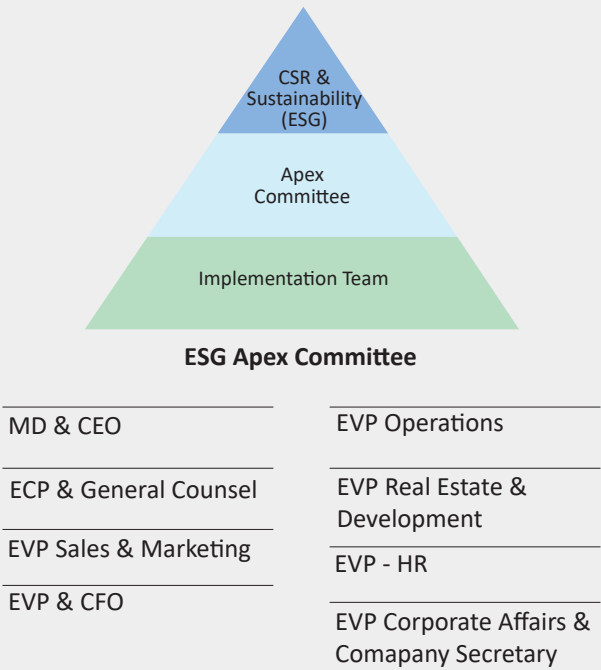 CSR &
Sustainability
(ESG)
Apex
Committee
Implementation Team
ESG Apex Committee
MD & CEO
ECP & General Counsel
EVP Sales & Marketing
EVP & CFO
EVP Operations
EVP Real Estate &
Development
EVP - HR
EVP Corporate Affairs &
Comapany Secretary